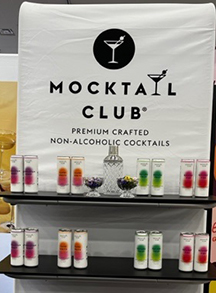 MOCKTAIL
CLUB®
PREMIUM CRAFTED
NON-ALCOHOLIC COCKTAILS